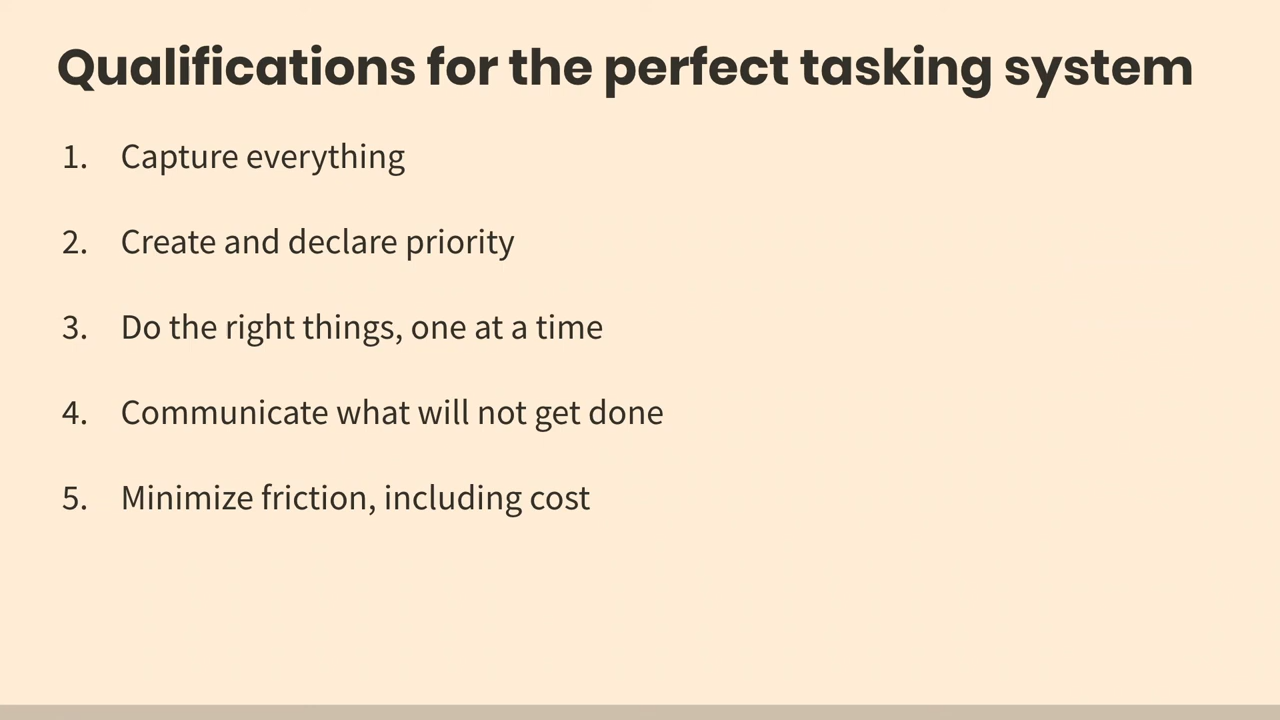 Qualifications for the perfect tasking system
1. Capture everything
2. Create and declare priority
3. Do the right things, one at a time
4. Communicate what will not get done
5. Minimize friction, including cost